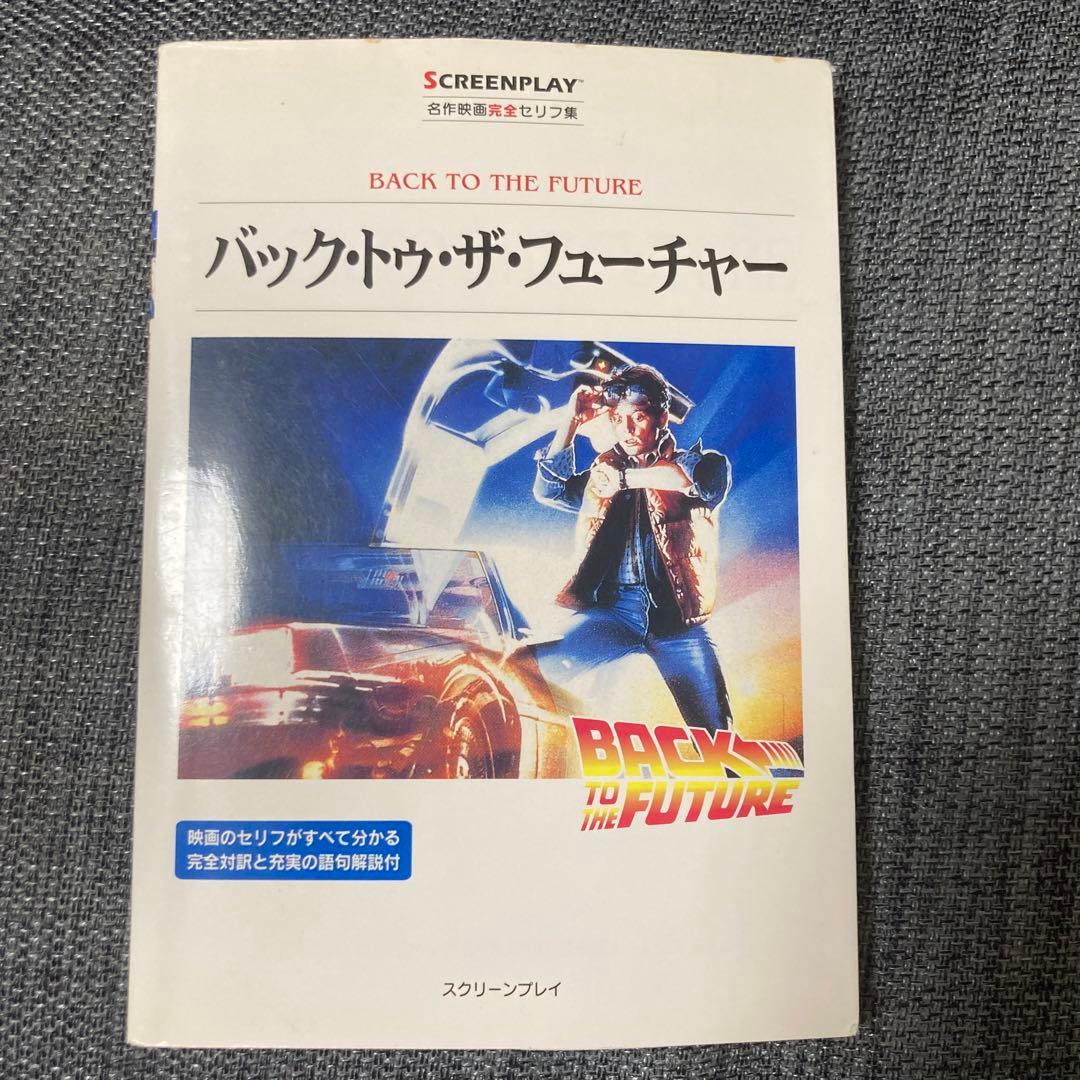 SCREENPLAY™
名作映画完全セリフ集
BACK TO THE FUTURE
バック・トゥ・ザ・フューチャー
BACK
TO
THE FUTURE
映画のセリフがすべて分かる
完全対訳と充実の語句解説付
スクリーンプレイ